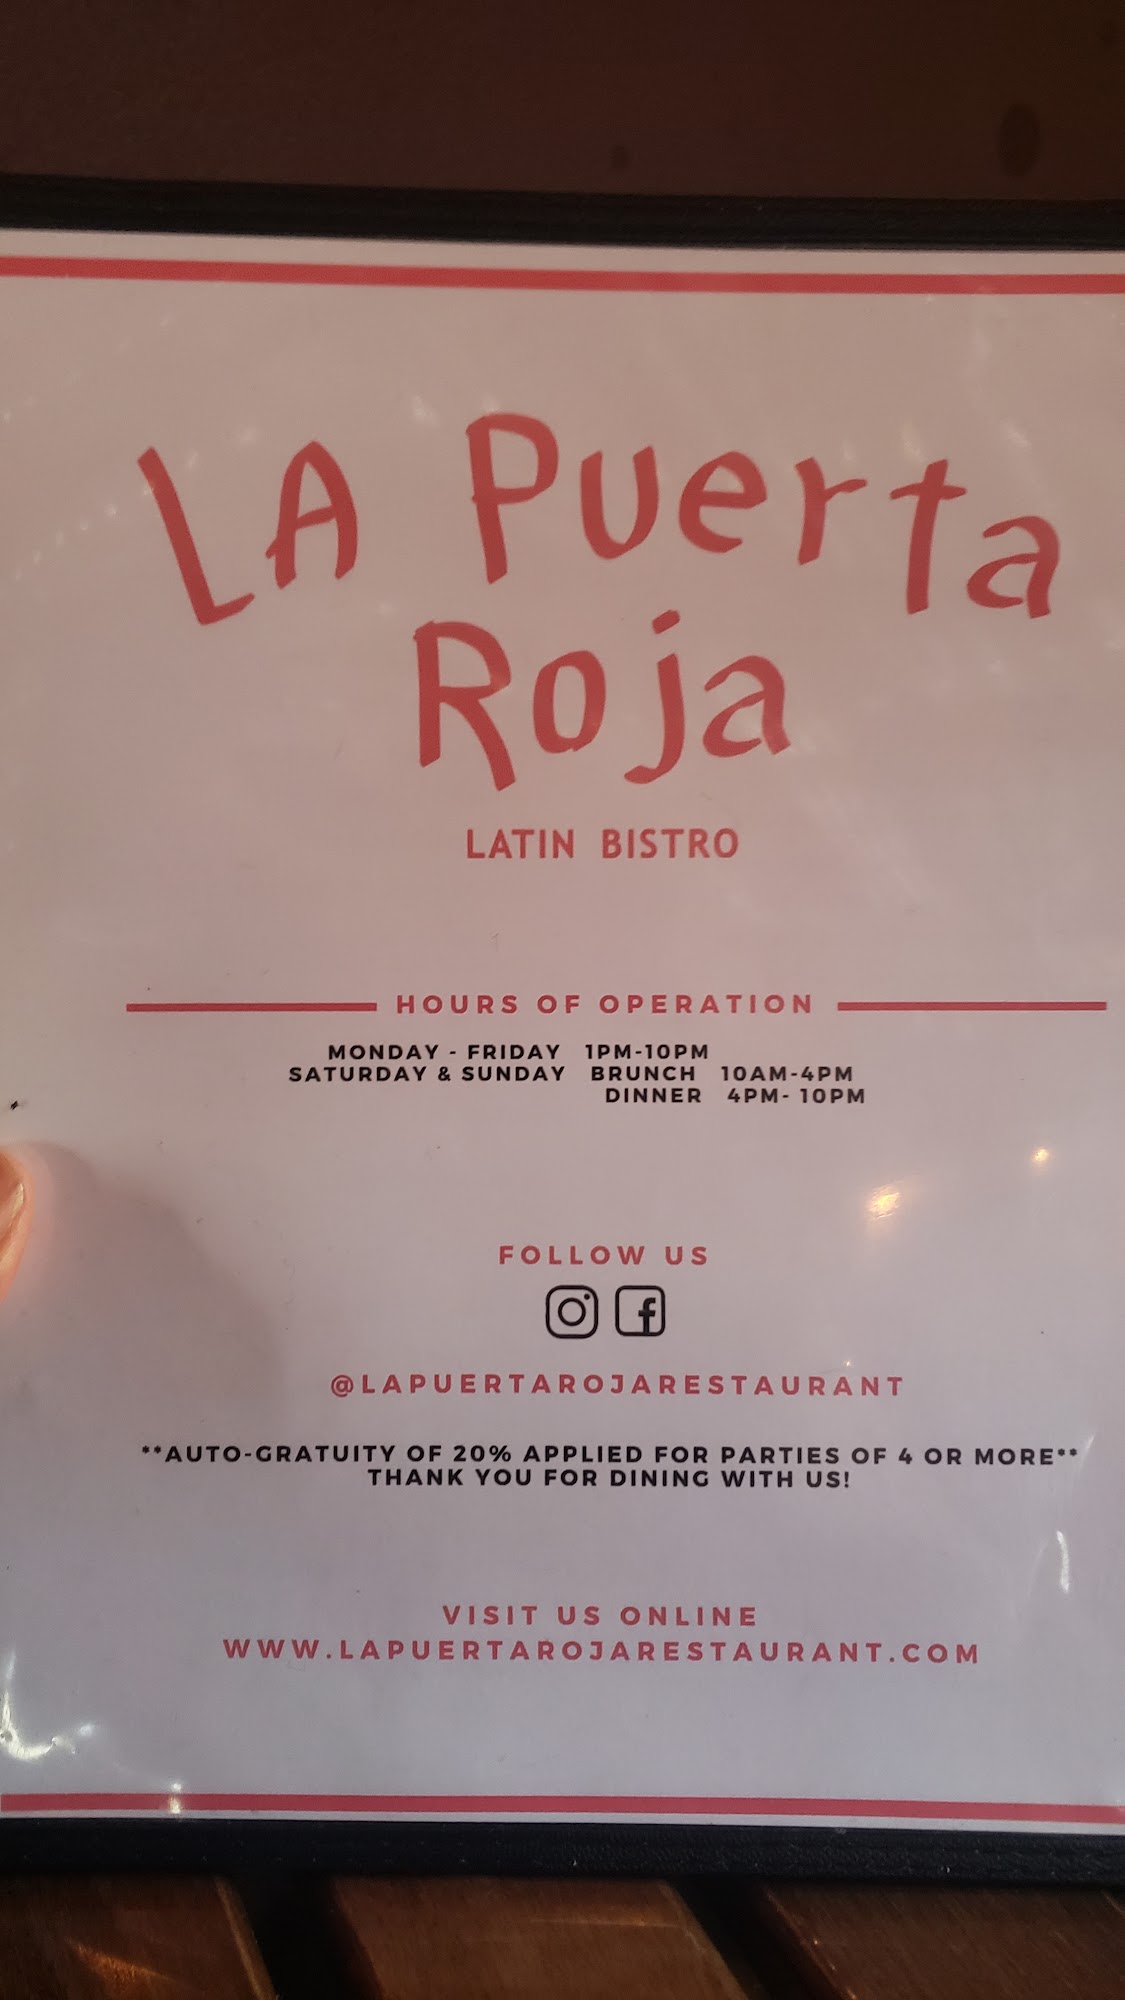 LA Puerta
Roja
LATIN BISTRO
HOURS OF OPERATION
MONDAY - FRIDAY 1PM-10PM
SATURDAY & SUNDAY BRUNCH 10AM-4PM
DINNER 4PM- 10PM
FOLLOW US
@LAPUERTAROJARESTAURANT
**AUTO-GRATUITY OF 20% APPLIED FOR PARTIES OF 4 OR MORE**
THANK YOU FOR DINING WITH US!
VISIT US ONLINE
WWW.LAPUERTAROJARESTAURANT.COM